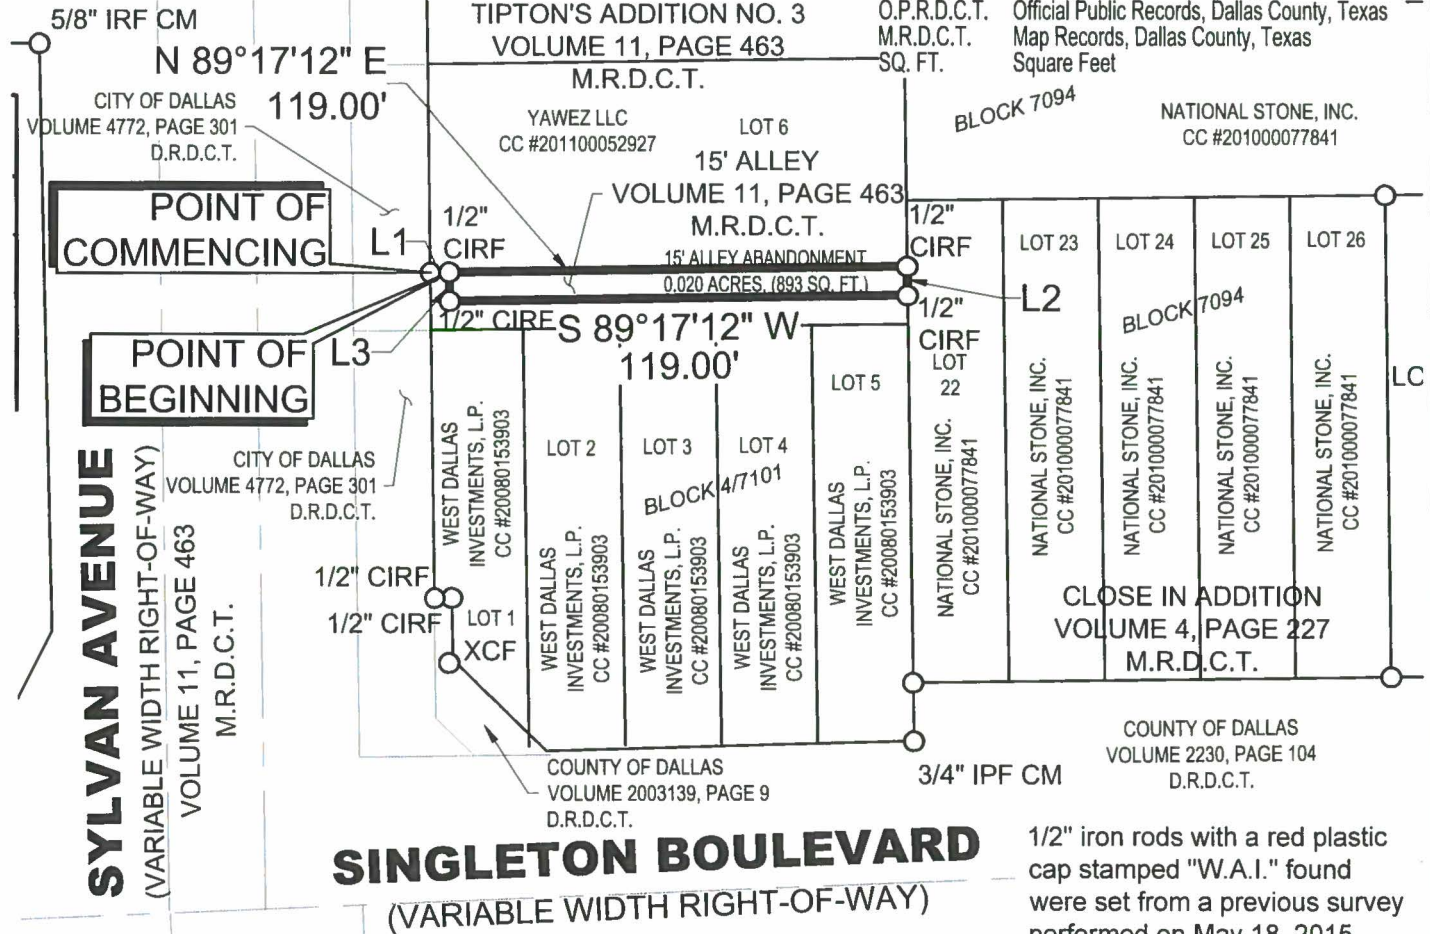 5/8" IRF CM
TIPTON'S ADDITION NO. 3
VOLUME 11, PAGE 463
M.R.D.C.T.
O.P.R.D.C.T. Official Public Records, Dallas County, Texas
M.R.D.C.T. Map Records, Dallas County, Texas
SQ. FT. Square Feet
N 89°17'12" E
119.00'
CITY OF DALLAS
VOLUME 4772, PAGE 301
D.R.D.C.T.
YAWEZ LLC
CC #201100052927
LOT 6
15' ALLEY
VOLUME 11, PAGE 463
M.R.D.C.T.
BLOCK 7094
NATIONAL STONE, INC.
CC #201000077841
POINT OF
COMMENCING
L1
1/2"
CIRF
15' ALLEY ABANDONMENT
0.020 ACRES, (893 SQ. FT.)
1/2"
CIRF
LOT 23
LOT 24
LOT 25
LOT 26
L2
BLOCK 7094
1/2" CIRF
S 89°17'12" W
119.00'
1/2"
CIRF
POINT OF
BEGINNING
L3
LOT
22
LOT 5
LO
CITY OF DALLAS
VOLUME 4772, PAGE 301
D.R.D.C.T.
WEST DALLAS
INVESTMENTS, L.P.
CC #20080153903
LOT 2
LOT 3
LOT 4
BLOCK 4/7101
WEST DALLAS
INVESTMENTS, L.P.
CC #20080153903
WEST DALLAS
INVESTMENTS, L.P.
CC #20080153903
WEST DALLAS
INVESTMENTS, L.P.
CC #20080153903
WEST DALLAS
INVESTMENTS, L.P.
CC #20080153903
NATIONAL STONE, INC.
CC #201000077841
NATIONAL STONE, INC.
CC #201000077841
NATIONAL STONE, INC.
CC #201000077841
NATIONAL STONE, INC.
CC #201000077841
NATIONAL STONE, INC.
CC #201000077841
SYLVAN AVENUE
(VARIABLE WIDTH RIGHT-OF-WAY)
VOLUME 11, PAGE 463
M.R.D.C.T.
1/2" CIRF
1/2" CIRF
LOT 1
XCF
CLOSE IN ADDITION
VOLUME 4, PAGE 227
M.R.D.C.T.
COUNTY OF DALLAS
VOLUME 2003139, PAGE 9
D.R.D.C.T.
3/4" IPF CM
COUNTY OF DALLAS
VOLUME 2230, PAGE 104
D.R.D.C.T.
SINGLETON BOULEVARD
(VARIABLE WIDTH RIGHT-OF-WAY)
1/2" iron rods with a red plastic
cap stamped "W.A.I." found
were set from a previous survey
performed on May 18, 2015